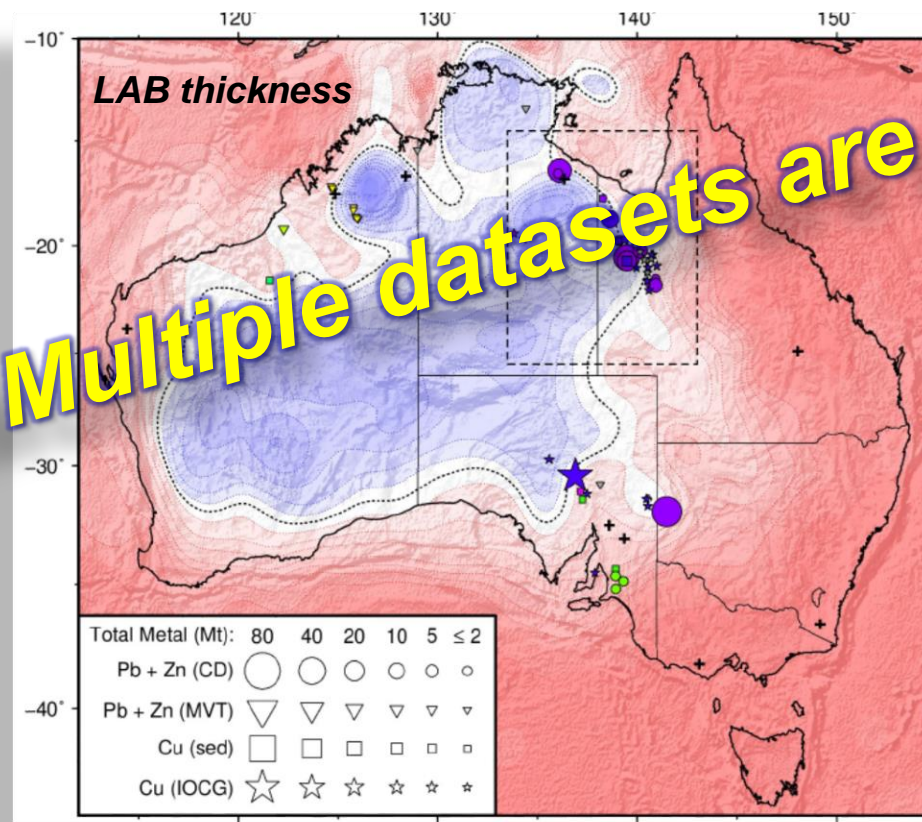 120° 130° 140° 150°
−10°
LAB thickness
Multiple datasets are
−20°
−30°
−40°
Total Metal (Mt): 80 40 20 10 5 ≤ 2
Pb + Zn (CD)
Pb + Zn (MVT)
Cu (sed)
Cu (IOCG)